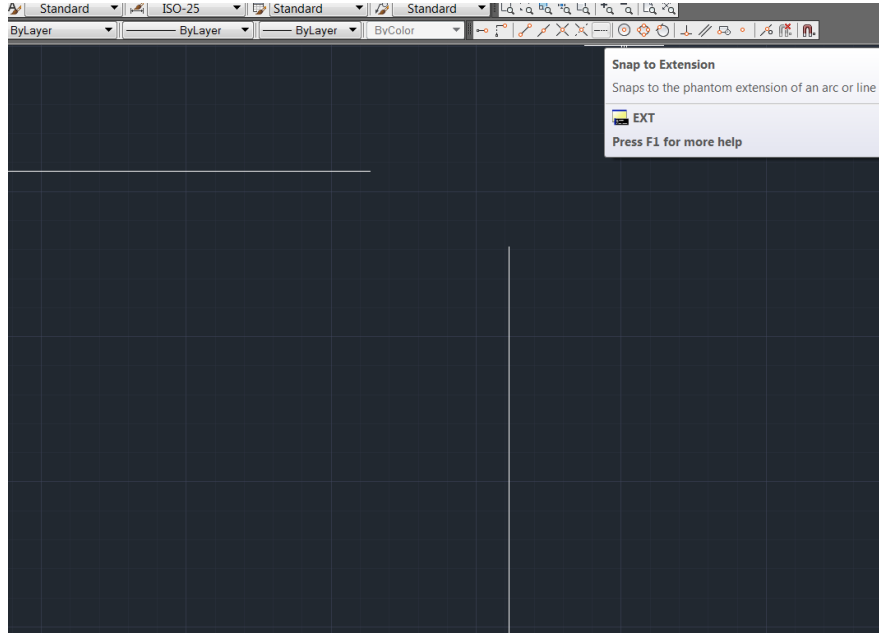 Standard ISO-25 Standard Standard
ByLayer ByLayer ByLayer ByColor
Snap to Extension
Snaps to the phantom extension of an arc or line
EXT
Press F1 for more help